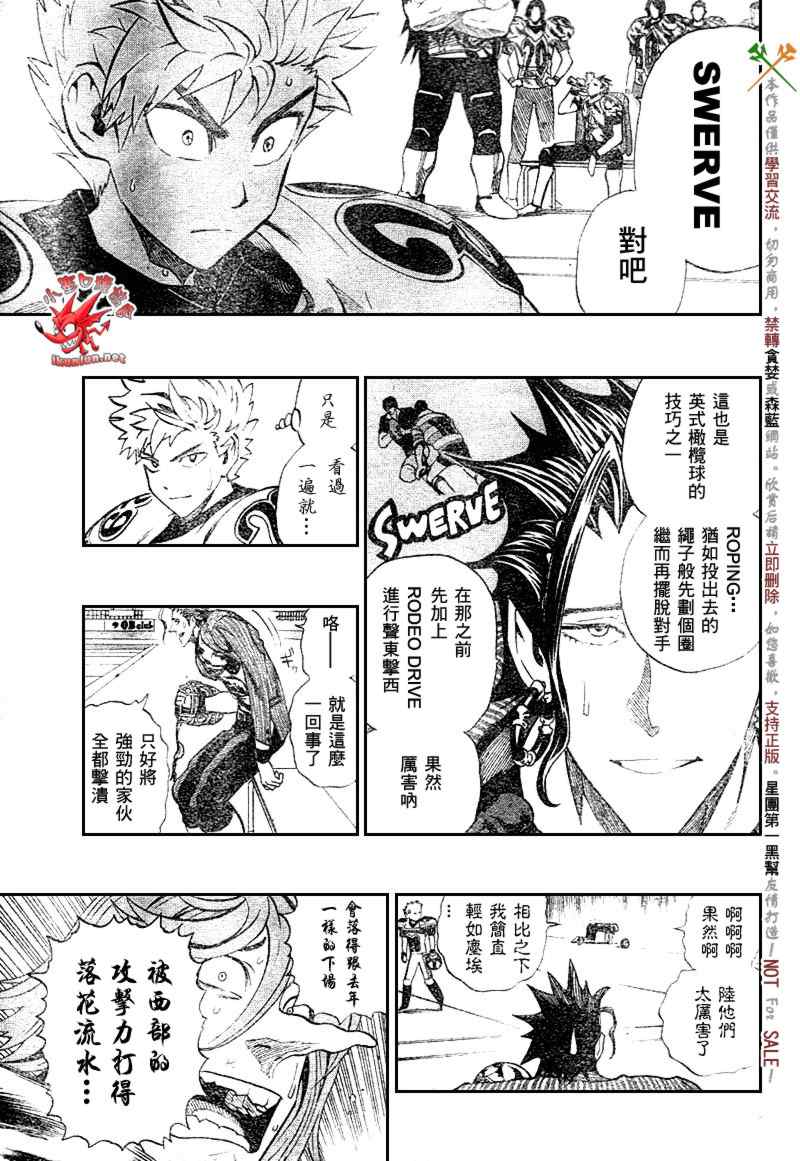 SWERVE
對吧
這也是
英式橄欖球的
技巧之一
ROPING…
猶如投出去的
繩子般先劃個圈
繼而再擺脫對手
SWERVE
在那之前
先加上
RODEO DRIVE
進行聲東擊西
果然
厲害吶
只是
看過
一遍就…
咯——
就是這麼
一回事了
只好將
強勁的家伙
全都擊潰
啊啊啊
果然啊
陸他們
太厲害了
相比之下
我簡直
輕如塵埃
…
會落得跟去年
一樣的下場
被西部的
攻擊力打得
落花流水…
ikunlun.net
本作品僅供學習交流，切勿商用，禁轉貪婪或森藍網站。欣賞后請立即刪除，如您喜歡，支持正版。星團第一黑幫友情打造—NOT For SALE—